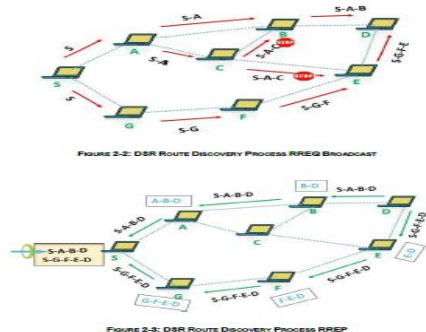 S-A
B
S-A-B
D
S
A
S-A
S-A-C
STOP
C
S-A-C
STOP
E
S-G-F-E
S
S
G
S-G
F
S-G-F
FIGURE 2-2: DSR ROUTE DISCOVERY PROCESS RREQ BROADCAST
A-B-D
S-A-B-D
B-D
S-A-B-D
S-A-B-D
A
B
D
S-A-B-D
S-G-F-E-D
S
C
S-G-F-E-D
E-D
E
S-G-F-E-D
G
S-G-F-E-D
F
S-G-F-E-D
G-F-E-D
F-E-D
FIGURE 2-3: DSR ROUTE DISCOVERY PROCESS RREP